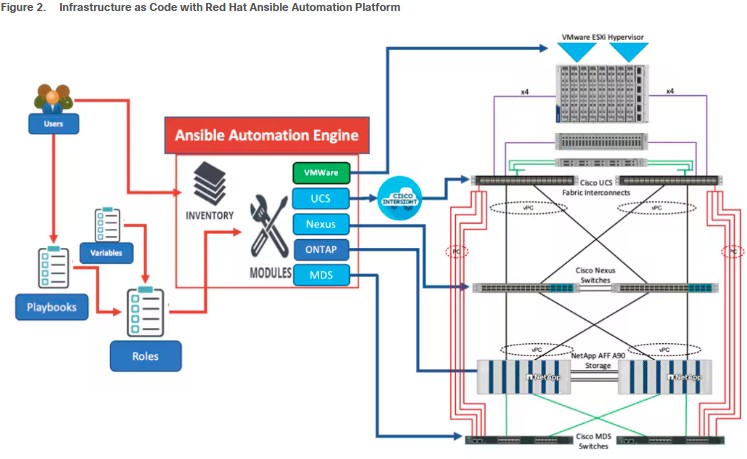 Figure 2. Infrastructure as Code with Red Hat Ansible Automation Platform
VMware ESXi Hypervisor
x4
x4
Users
Ansible Automation Engine
VMWare
INVENTORY
UCS
CISCO
INTERSIGHT
Cisco UCS
Fabric Interconnects
vPC
vPC
Nexus
Variables
ONTAP
PC
PC
MODULES
MDS
Cisco Nexus
Switches
Playbooks
Roles
vPC
vPC
NetApp AFF A90
Storage
NetApp
NetApp
Cisco MDS
Switches